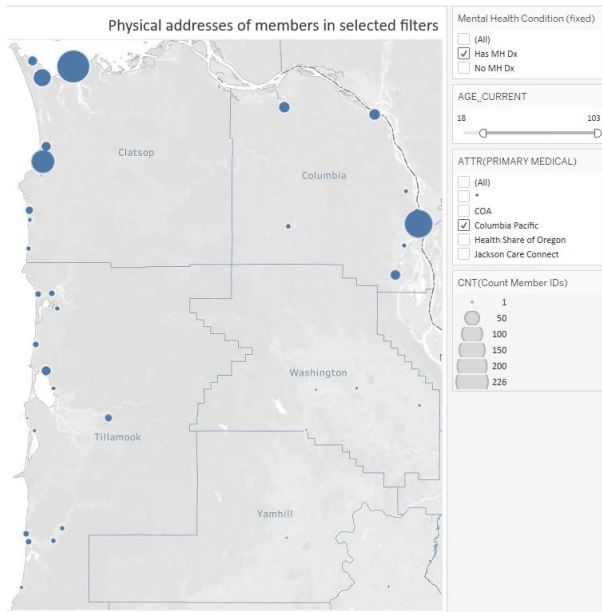 Physical addresses of members in selected filters
Clatsop
Columbia
Washington
Tillamook
Yamhill
Mental Health Condition (fixed)
(All)
Has MH Dx
No MH Dx
AGE_CURRENT
18 103
ATTR(PRIMARY MEDICAL)
(All)
*
COA
Columbia Pacific
Health Share of Oregon
Jackson Care Connect
CNT(Count Member IDs)
1
50
100
150
200
226